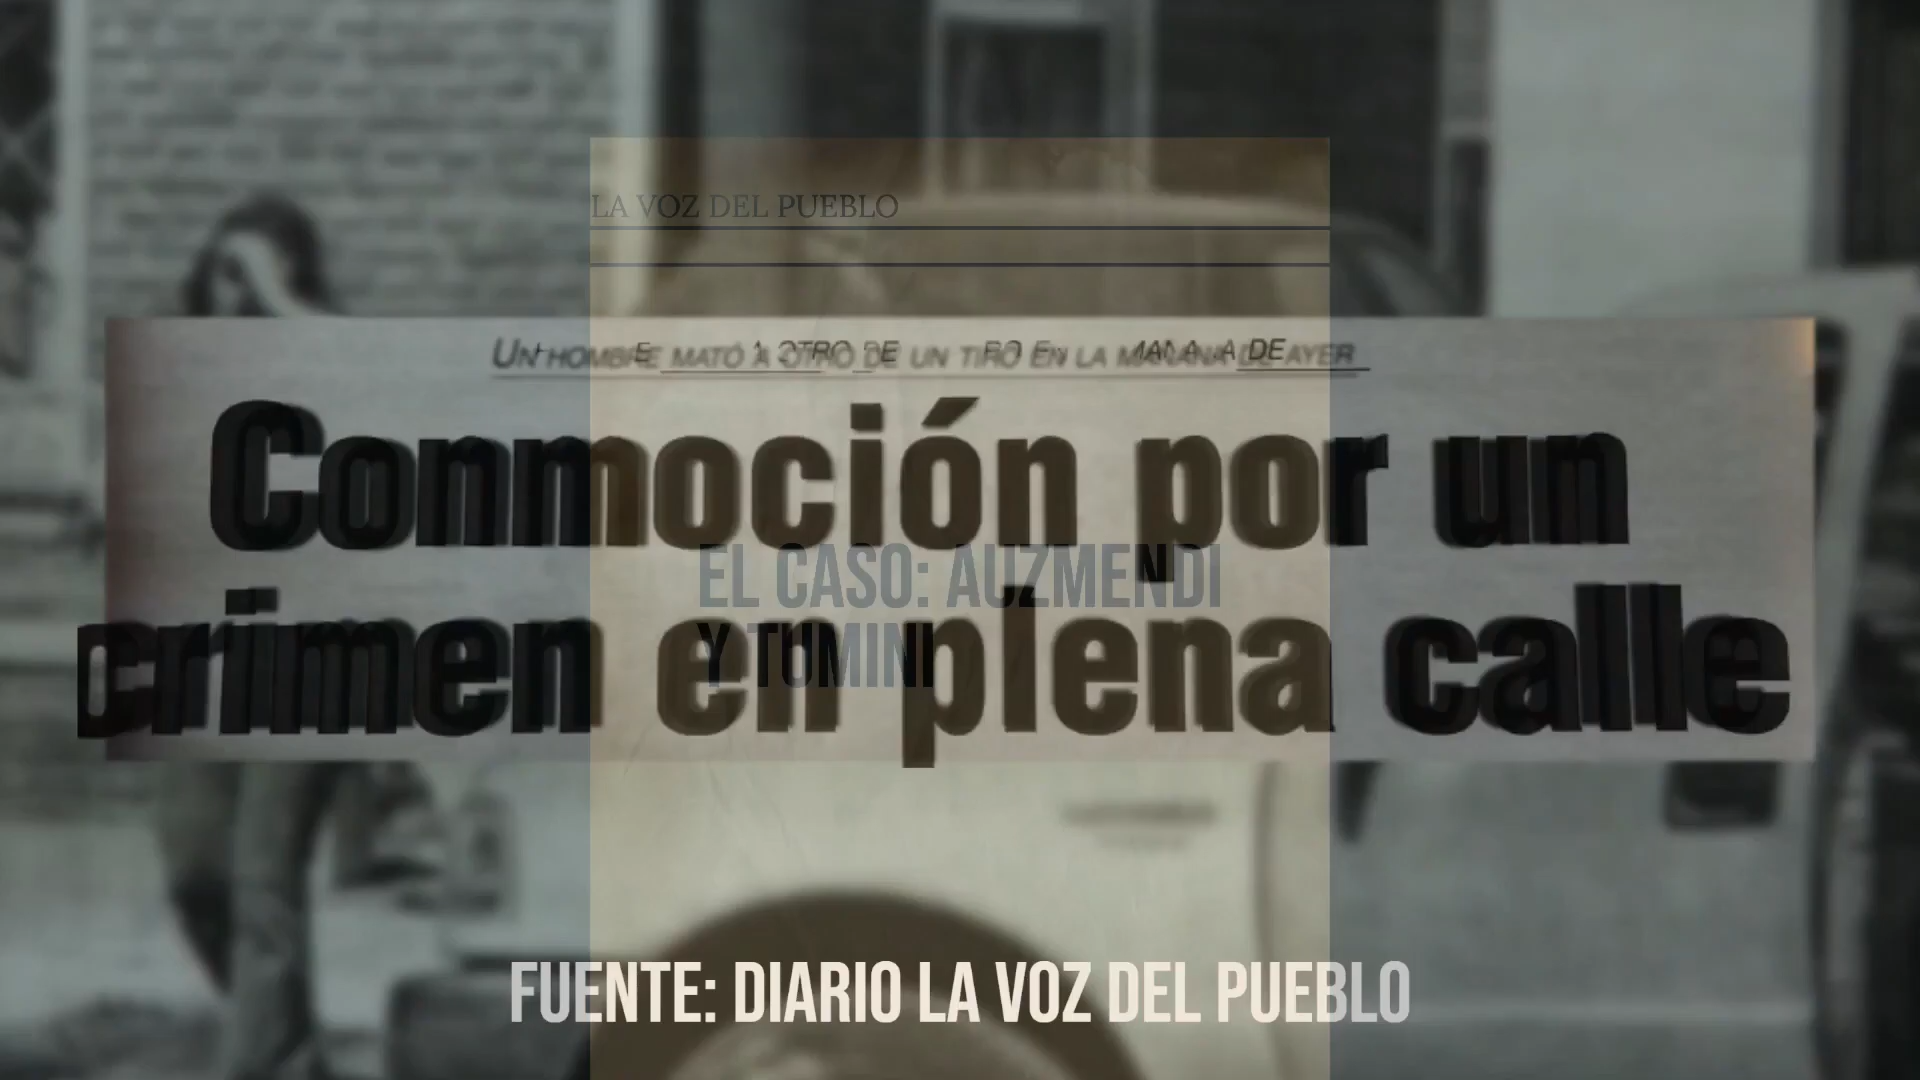 LA VOZ DEL PUEBLO
UN HOMBRE MATÓ A OTRO DE UN TIRO EN LA MAÑANA DE AYER
Conmoción por un
crimen en plena calle
EL CASO: AUZMENDI
Y TUMINI
FUENTE: DIARIO LA VOZ DEL PUEBLO